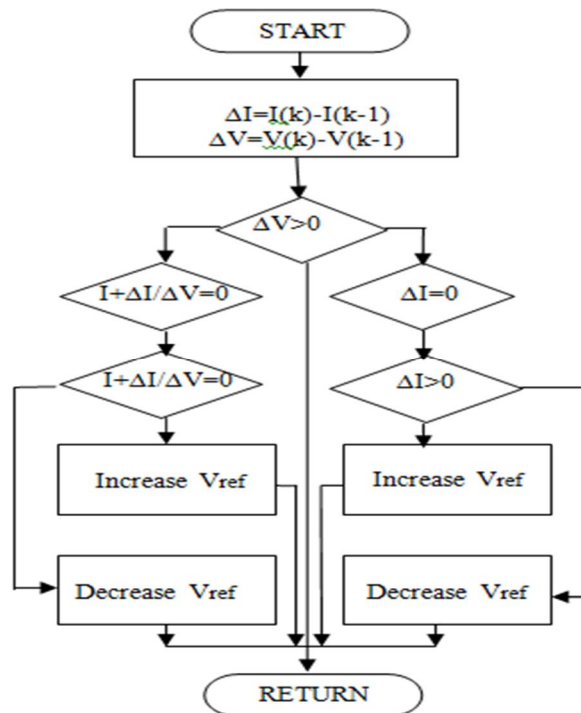 START
ΔI=I(k)-I(k-1)
ΔV=V(k)-V(k-1)
ΔV>0
I+ΔI/ΔV=0
ΔI=0
I+ΔI/ΔV=0
ΔI>0
Increase Vref
Increase Vref
Decrease Vref
Decrease Vref
RETURN